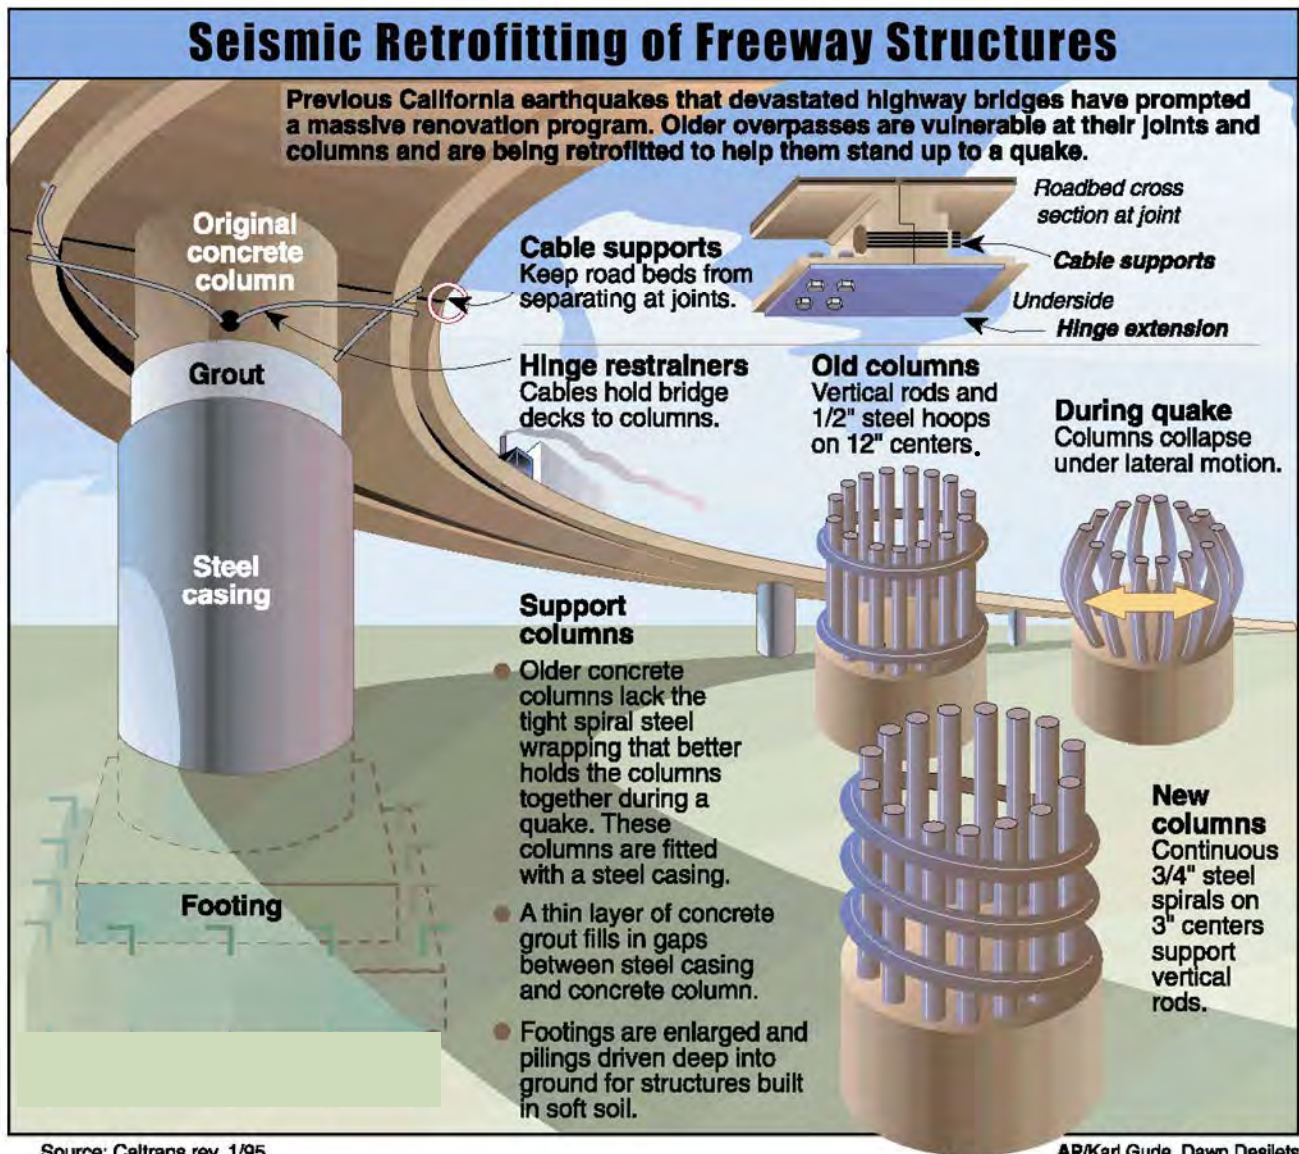 Seismic Retrofitting of Freeway Structures
Previous California earthquakes that devastated highway bridges have prompted
a massive renovation program. Older overpasses are vulnerable at their joints and
columns and are being retrofitted to help them stand up to a quake.
Original
concrete
column
Grout
Steel
casing
Footing
Cable supports
Keep road beds from
separating at joints.
Hinge restrainers
Cables hold bridge
decks to columns.
Roadbed cross
section at joint
Cable supports
Underside
Hinge extension
Old columns
Vertical rods and
1/2" steel hoops
on 12" centers.
During quake
Columns collapse
under lateral motion.
Support
columns
Older concrete
columns lack the
tight spiral steel
wrapping that better
holds the columns
together during a
quake. These
columns are fitted
with a steel casing.
A thin layer of concrete
grout fills in gaps
between steel casing
and concrete column.
Footings are enlarged and
pilings driven deep into
ground for structures built
in soft soil.
New
columns
Continuous
3/4" steel
spirals on
3" centers
support
vertical
rods.
Source: Caltrans rev. 1/95
AP/Karl Gude, Dawn Desilets